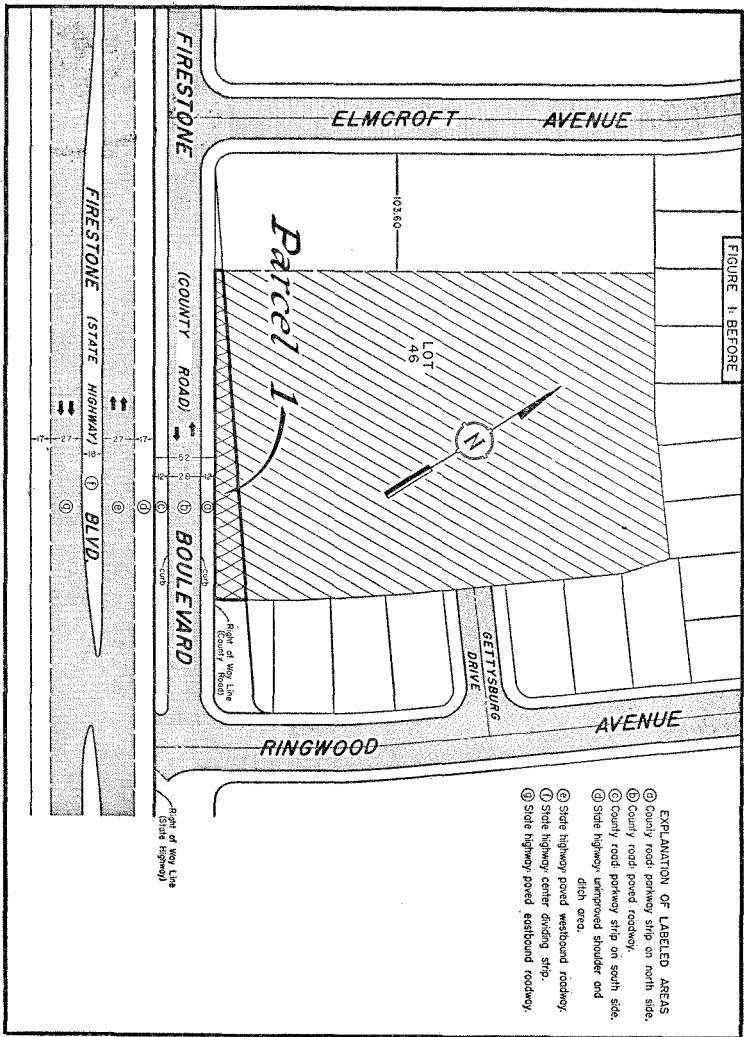 FIGURE 1: BEFORE
ELMCROFT AVENUE
103.60
LOT
46
N
Parcel 1
GETTYSBURG
DRIVE
RINGWOOD AVENUE
FIRESTONE (COUNTY ROAD) BOULEVARD
FIRESTONE (STATE HIGHWAY) BLVD.
17
27
18
27
17
12
28
12
52
a
b
c
d
e
f
g
curb
curb
Right of Way Line
(County Road)
Right of Way Line
(State Highway)
EXPLANATION OF LABELED AREAS
a County road: parkway strip on north side.
b County road: paved roadway.
c County road: parkway strip on south side.
d State highway: unimproved shoulder and
ditch area.
e State highway: paved westbound roadway.
f State highway: center dividing strip.
g State highway: paved eastbound roadway.